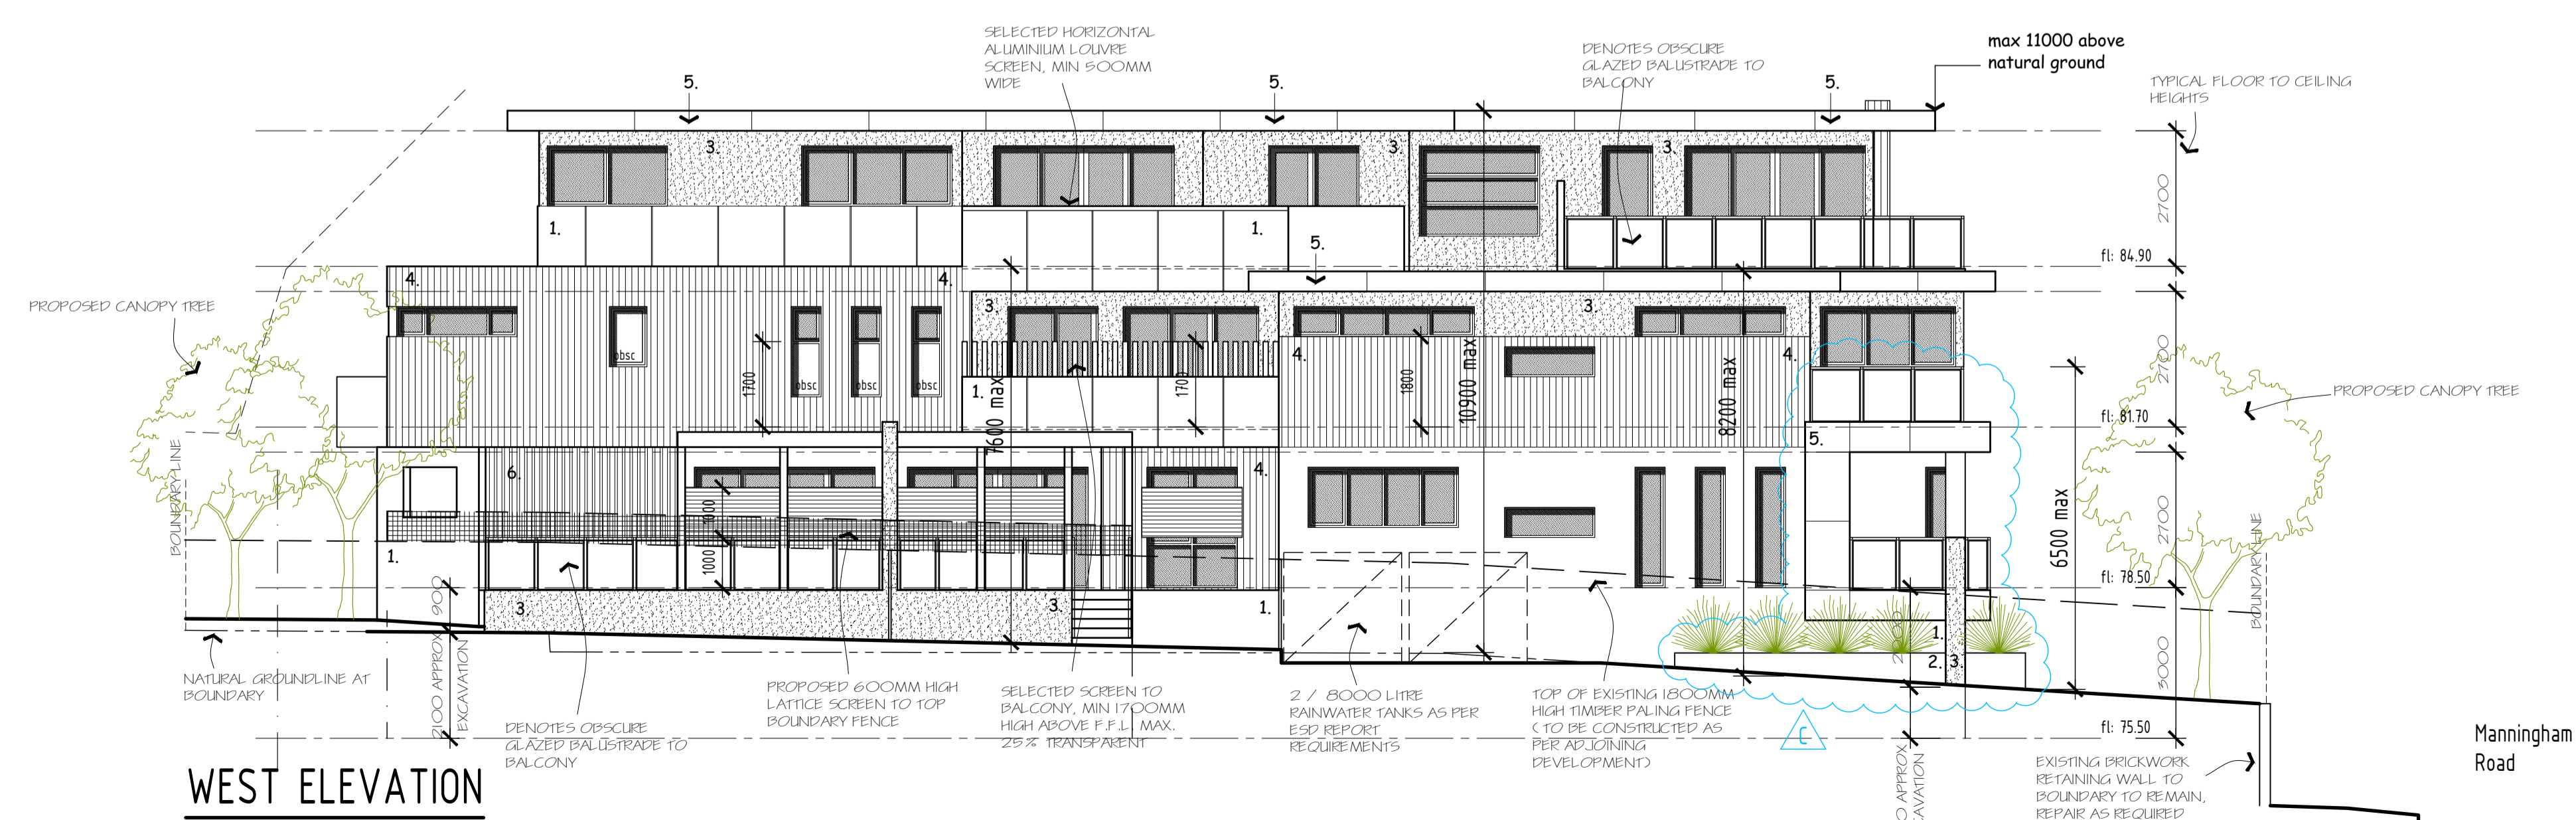 SELECTED HORIZONTAL
ALUMINIUM LOUVRE
SCREEN, MIN 500MM
WIDE
DENOTES OBSCURE
GLAZED BALUSTRADE TO
BALCONY
max 11000 above
natural ground
TYPICAL FLOOR TO CEILING
HEIGHTS
5.
5.
5.
3.
3.
3.
2700
1.
1.
5.
fl: 84.90
4.
4.
3.
3.
PROPOSED CANOPY TREE
obsc
obsc
obsc
obsc
1700
1.
7600 max
1700
4.
1800
10900 max
8200 max
4.
2700
PROPOSED CANOPY TREE
fl: 81.70
5.
BOUNDARY LINE
6.
4.
1000
1000
6500 max
2700
BOUNDARY LINE
1.
fl: 78.50
900
3.
3.
1.
1.
2.
3.
3000
2100 APPROX
EXCAVATION
NATURAL GROUNDLINE AT
BOUNDARY
DENOTES OBSCURE
GLAZED BALUSTRADE TO
BALCONY
PROPOSED 600MM HIGH
LATTICE SCREEN TO TOP
BOUNDARY FENCE
SELECTED SCREEN TO
BALCONY, MIN 1700MM
HIGH ABOVE F.F.L. MAX.
25% TRANSPARENT
2 / 8000 LITRE
RAINWATER TANKS AS PER
ESD REPORT
REQUIREMENTS
TOP OF EXISTING 1800MM
HIGH TIMBER PALING FENCE
(TO BE CONSTRUCTED AS
PER ADJOINING
DEVELOPMENT)
C
fl: 75.50
APPROX
EXISTING BRICKWORK
RETAINING WALL TO
BOUNDARY TO REMAIN,
REPAIR AS REQUIRED
Manningham
Road
WEST ELEVATION